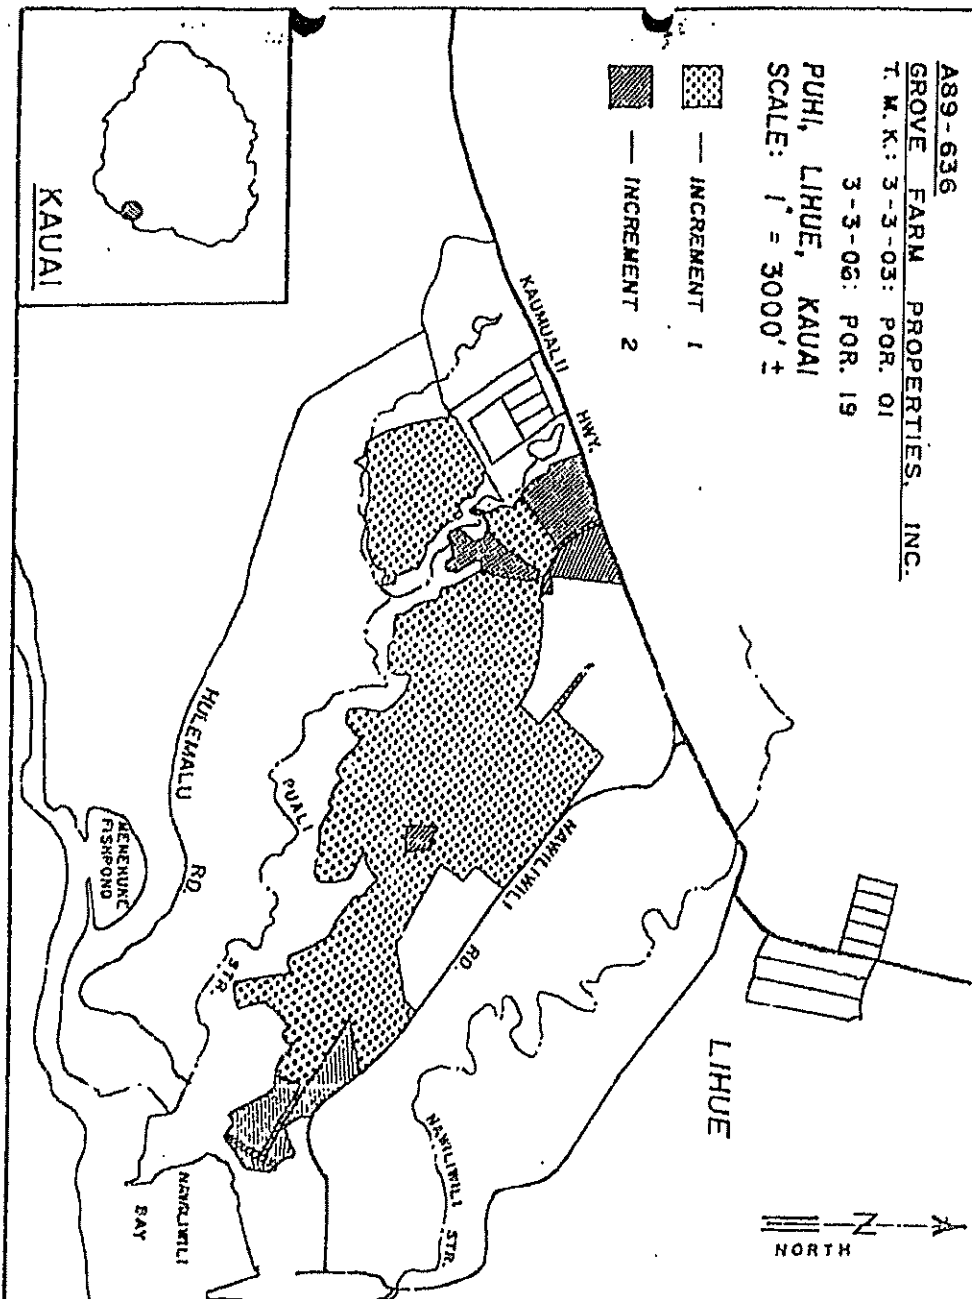 A89-636
GROVE FARM PROPERTIES, INC.
T. M. K.: 3-3-03: POR. 01
3-3-06: POR. 19
PUHI, LIHUE, KAUAI
SCALE: 1" = 3000' ±
— INCREMENT 1
— INCREMENT 2
KAUAI
KAUMUALII HWY.
HULEMALU RD.
PUALI STR.
MENEHUNE
FISHPOND
NAWILIWILI RD.
LIHUE
NAWILIWILI STR.
NAWILIWILI
BAY
N
NORTH